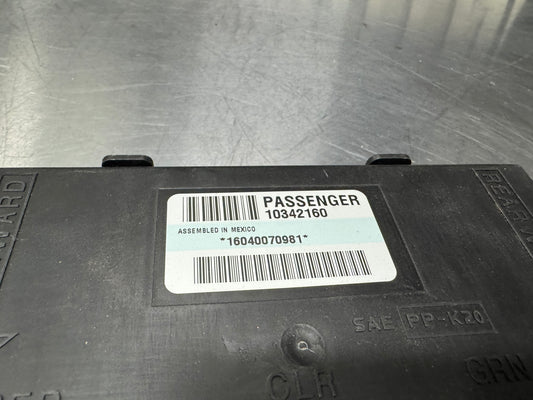 PASSENGER
10342160
ASSEMBLED IN MEXICO
*16040070981*
SAE PP-K20
P
CLR
GRN